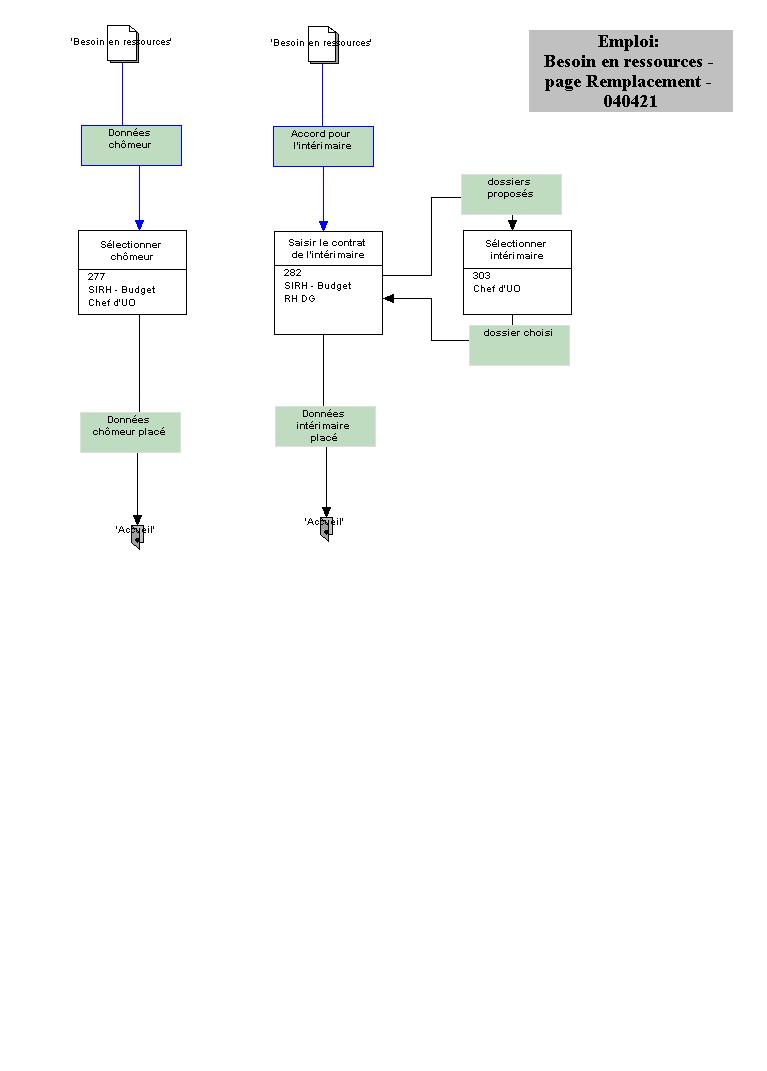 'Besoin en ressources'
'Besoin en ressources'
Emploi:
Besoin en ressources -
page Remplacement -
040421
Données
chômeur
Accord pour
l'intérimaire
dossiers
proposés
Sélectionner
chômeur
277
SIRH - Budget
Chef d'UO
Saisir le contrat
de l'intérimaire
282
SIRH - Budget
RH DG
Sélectionner
intérimaire
303
Chef d'UO
dossier choisi
Données
chômeur placé
Données
intérimaire
placé
'Accueil'
'Accueil'